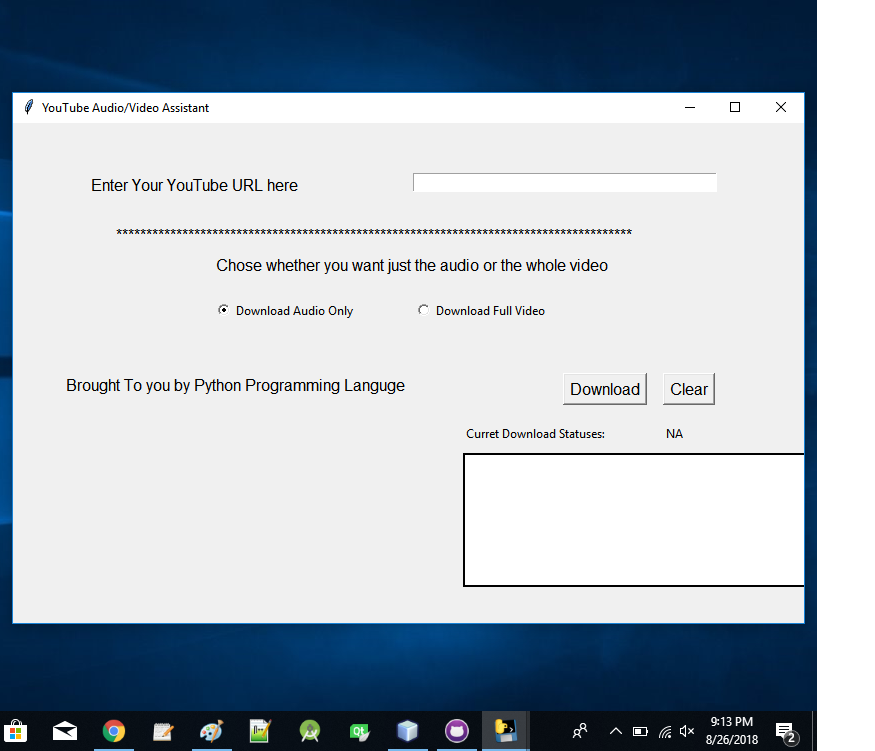 YouTube Audio/Video Assistant
Enter Your YouTube URL here
**************************************************************************************
Chose whether you want just the audio or the whole video
Download Audio Only Download Full Video
Brought To you by Python Programming Languge
Download Clear
Curret Download Statuses: NA
Qt
9:13 PM
8/26/2018
2